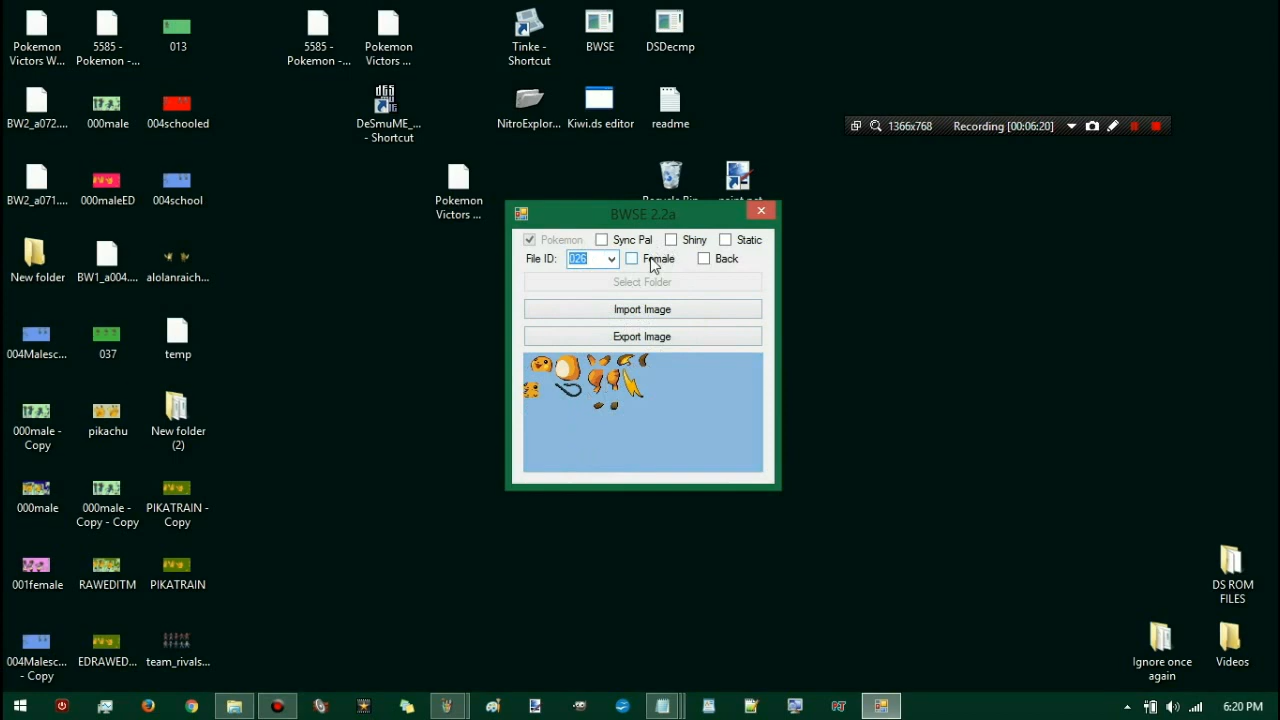 Pokemon
Victors W...
5585 -
Pokemon -...
013
5585 -
Pokemon -...
Pokemon
Victors ...
Tinke -
Shortcut
BWSE
DSDecmp
BW2_a072....
000male
004schooled
DeSmuME_...
- Shortcut
NitroExplor...
Kiwi.ds editor
readme
1366x768
Recording [00:06:20]
BW2_a071....
000maleED
004school
Pokemon
Victors ...
Recycle Bin
paint.net
BWSE 2.2a
Pokemon
Sync Pal
Shiny
Static
File ID:
026
Female
Back
Select Folder
Import Image
Export Image
New folder
BW1_a004....
alolanraich...
004Malesc...
037
temp
000male -
Copy
pikachu
New folder
(2)
000male
000male -
Copy - Copy
PIKATRAIN -
Copy
001female
RAWEDITM
PIKATRAIN
DS ROM
FILES
004Malesc...
- Copy
EDRAWED...
team_rivals...
Ignore once
again
Videos
6:20 PM